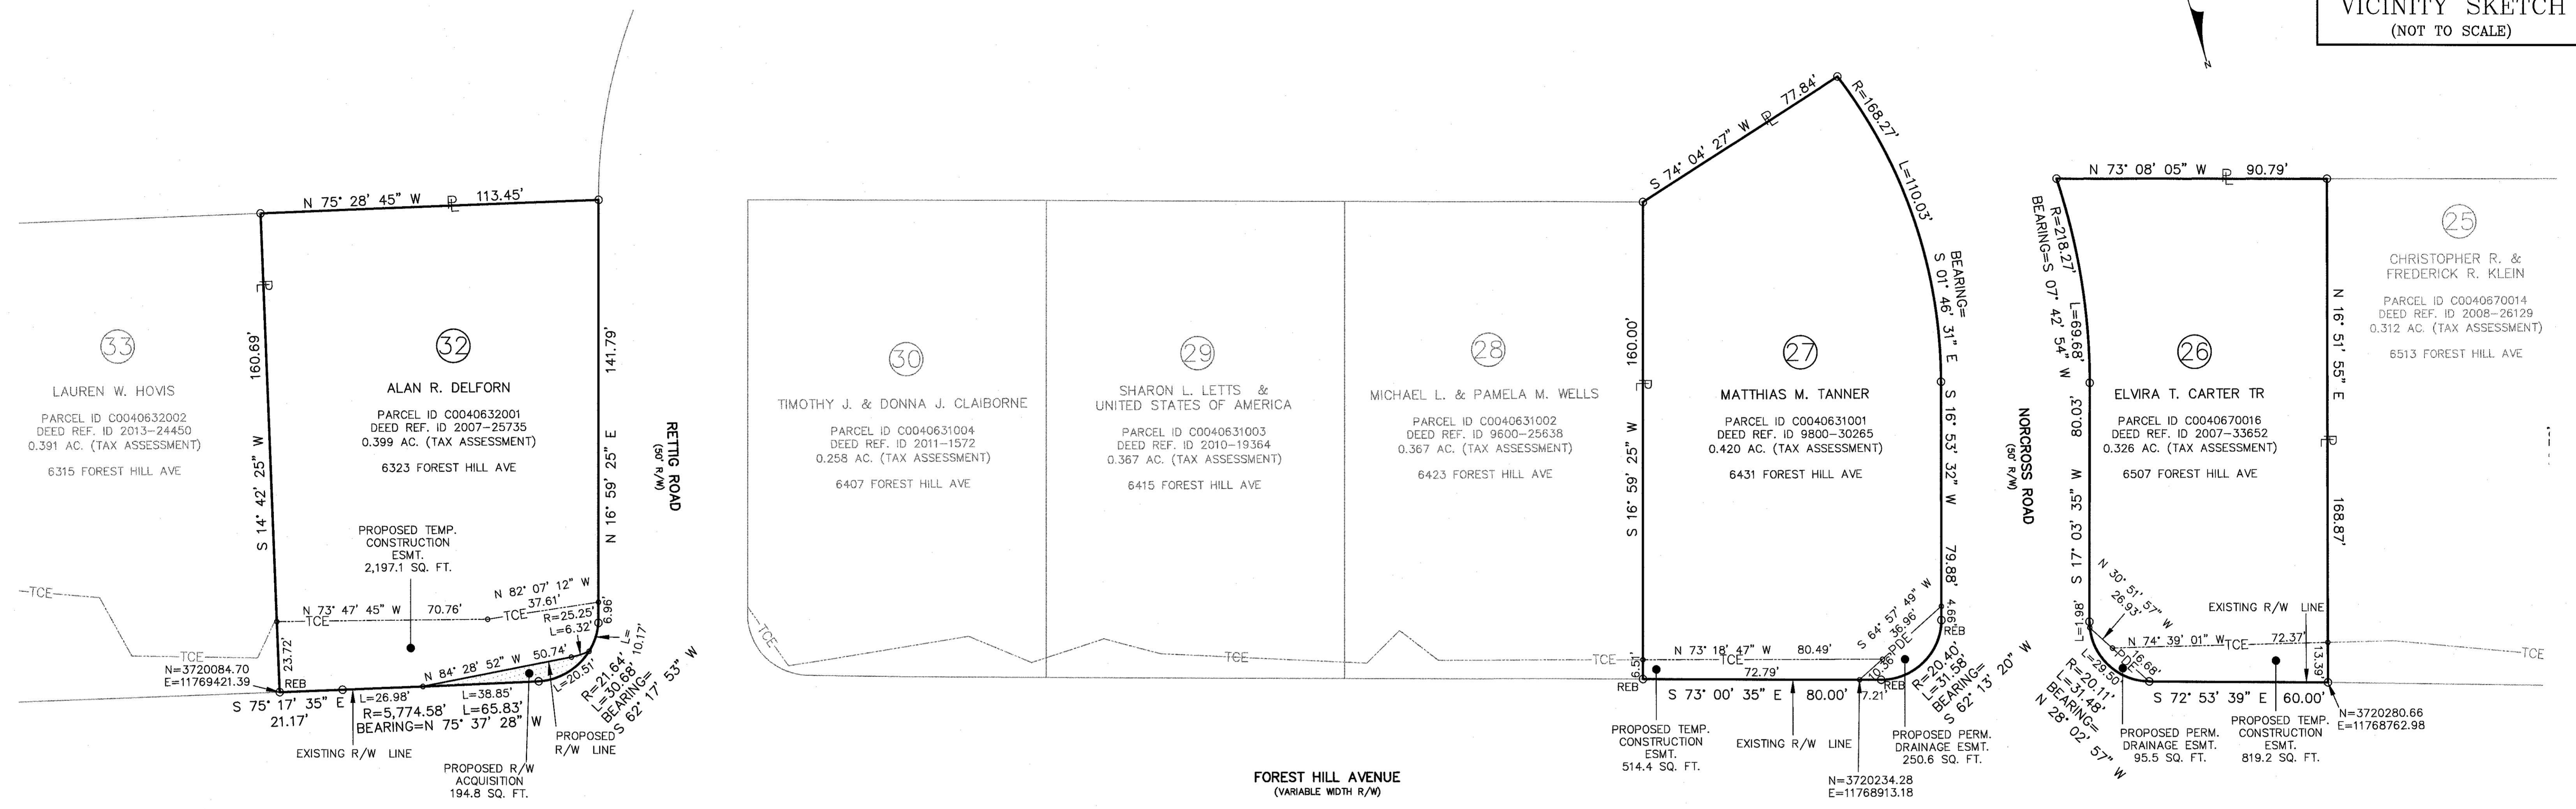 VICINITY SKETCH
(NOT TO SCALE)
N
33
LAUREN W. HOVIS
PARCEL ID C0040632002
DEED REF. ID 2013-24450
0.391 AC. (TAX ASSESSMENT)
6315 FOREST HILL AVE
TCE
TCE
N 75° 28' 45" W
PL
113.45'
PL
160.69'
S 14° 42' 25" W
23.72'
32
ALAN R. DELFORN
PARCEL ID C0040632001
DEED REF. ID 2007-25735
0.399 AC. (TAX ASSESSMENT)
6323 FOREST HILL AVE
PROPOSED TEMP.
CONSTRUCTION
ESMT.
2,197.1 SQ. FT.
141.79'
N 16° 59' 25" E
6.96'
RETTIG ROAD
(50' R/W)
N 82° 07' 12" W
37.61'
N 73° 47' 45" W 70.76'
TCE
TCE
R=25.25'
L=6.32'
50.74'
N 84° 28' 52" W
L=20.51'
L=
10.17'
R=21.64'
L=30.68'
BEARING=
S 62° 17' 53" W
N=3720084.70
E=11769421.39
REB
S 75° 17' 35" E
21.17'
L=26.98'
L=38.85'
R=5,774.58' L=65.83'
BEARING=N 75° 37' 28" W
EXISTING R/W LINE
PROPOSED
R/W LINE
PROPOSED R/W
ACQUISITION
194.8 SQ. FT.
30
TIMOTHY J. & DONNA J. CLAIBORNE
PARCEL ID C0040631004
DEED REF. ID 2011-1572
0.258 AC. (TAX ASSESSMENT)
6407 FOREST HILL AVE
TCE
29
SHARON L. LETTS &
UNITED STATES OF AMERICA
PARCEL ID C0040631003
DEED REF. ID 2010-19364
0.367 AC. (TAX ASSESSMENT)
6415 FOREST HILL AVE
TCE
28
MICHAEL L. & PAMELA M. WELLS
PARCEL ID C0040631002
DEED REF. ID 9600-25638
0.367 AC. (TAX ASSESSMENT)
6423 FOREST HILL AVE
TCE
S 74° 04' 27" W
PL
77.84'
R=168.27'
L=110.03'
BEARING=
S 01° 46' 31" E
160.00'
PL
S 16° 59' 25" W
6.51'
27
MATTHIAS M. TANNER
PARCEL ID C0040631001
DEED REF. ID 9800-30265
0.420 AC. (TAX ASSESSMENT)
6431 FOREST HILL AVE
S 16° 53' 32" W
79.88'
4.66'
REB
S 64° 57' 49" W
36.96'
PDE
10.36'
N 73° 18' 47" W 80.49'
TCE
72.79'
REB
REB
S 73° 00' 35" E 80.00'
7.21'
R=20.40'
L=31.58'
BEARING=
S 62° 13' 20" W
PROPOSED TEMP.
CONSTRUCTION
ESMT.
514.4 SQ. FT.
EXISTING R/W LINE
PROPOSED PERM.
DRAINAGE ESMT.
250.6 SQ. FT.
N=3720234.28
E=11768913.18
FOREST HILL AVENUE
(VARIABLE WIDTH R/W)
NORCROSS ROAD
(50' R/W)
N 73° 08' 05" W
PL
90.79'
R=218.27'
L=69.68'
BEARING=S 07° 42' 54" W
80.03'
S 17° 03' 35" W
L=1.98'
26
ELVIRA T. CARTER TR
PARCEL ID C0040670016
DEED REF. ID 2007-33652
0.326 AC. (TAX ASSESSMENT)
6507 FOREST HILL AVE
N 16° 51' 55" E
PL
168.87'
13.39'
EXISTING R/W LINE
N 30° 51' 57" W
26.93'
N 74° 39' 01" W
TCE
72.37'
PDE
16.68'
L=29.50'
R=20.11'
L=31.48'
BEARING=
N 28° 02' 57" W
S 72° 53' 39" E 60.00'
PROPOSED PERM.
DRAINAGE ESMT.
95.5 SQ. FT.
PROPOSED TEMP.
CONSTRUCTION
ESMT.
819.2 SQ. FT.
N=3720280.66
E=11768762.98
25
CHRISTOPHER R. &
FREDERICK R. KLEIN
PARCEL ID C0040670014
DEED REF. ID 2008-26129
0.312 AC. (TAX ASSESSMENT)
6513 FOREST HILL AVE
TCE